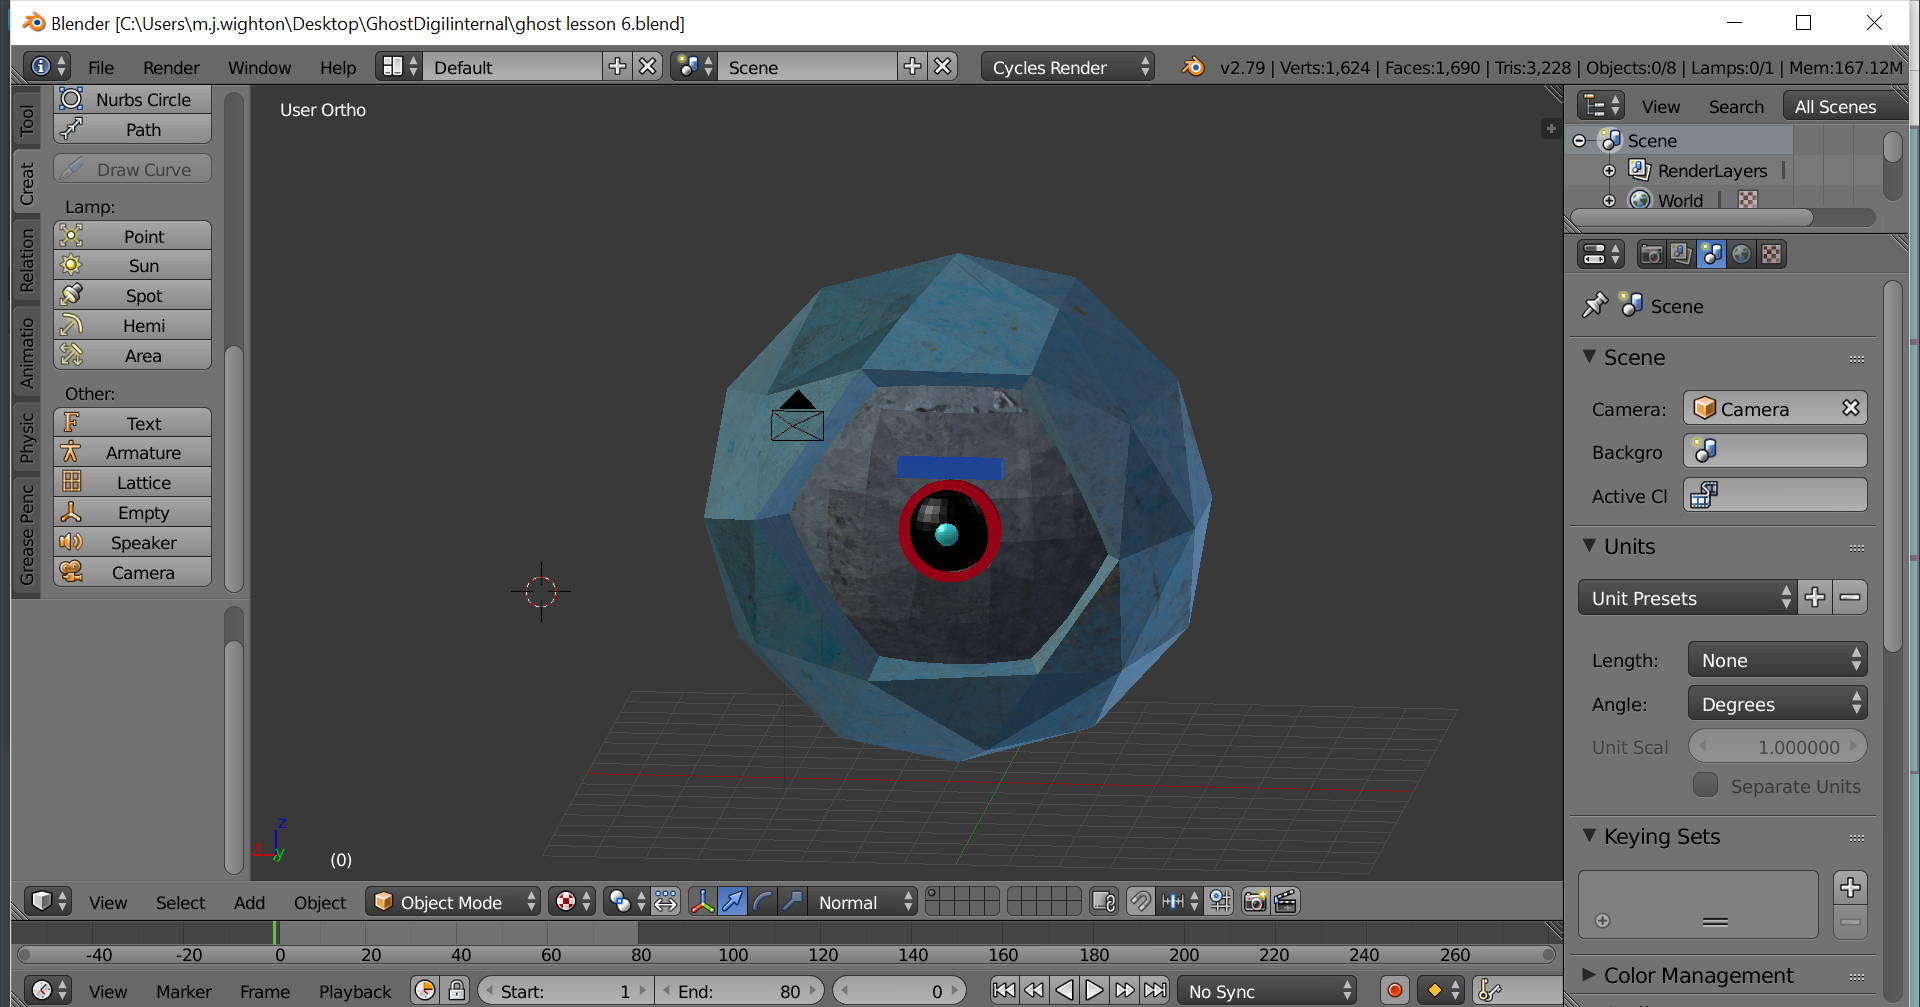 Blender [C:\Users\m.j.wighton\Desktop\GhostDigiIinternal\ghost lesson 6.blend]
File Render Window Help Default Scene Cycles Render v2.79 | Verts:1,624 | Faces:1,690 | Tris:3,228 | Objects:0/8 | Lamps:0/1 | Mem:167.12M
Tool
Creat
Relation
Animatio
Physic
Grease Penc
Nurbs Circle
Path
Draw Curve
Lamp:
Point
Sun
Spot
Hemi
Area
Other:
Text
Armature
Lattice
Empty
Speaker
Camera
User Ortho
z
x
y
(0)
View Search All Scenes
Scene
RenderLayers
World
Scene
Scene
Camera: Camera
Backgro
Active Cl
Units
Unit Presets
Length: None
Angle: Degrees
Unit Scal 1.000000
Separate Units
Keying Sets
Color Management
View Select Add Object Object Mode Normal
-40 -20 0 20 40 60 80 100 120 140 160 180 200 220 240 260
View Marker Frame Playback Start: 1 End: 80 0 No Sync